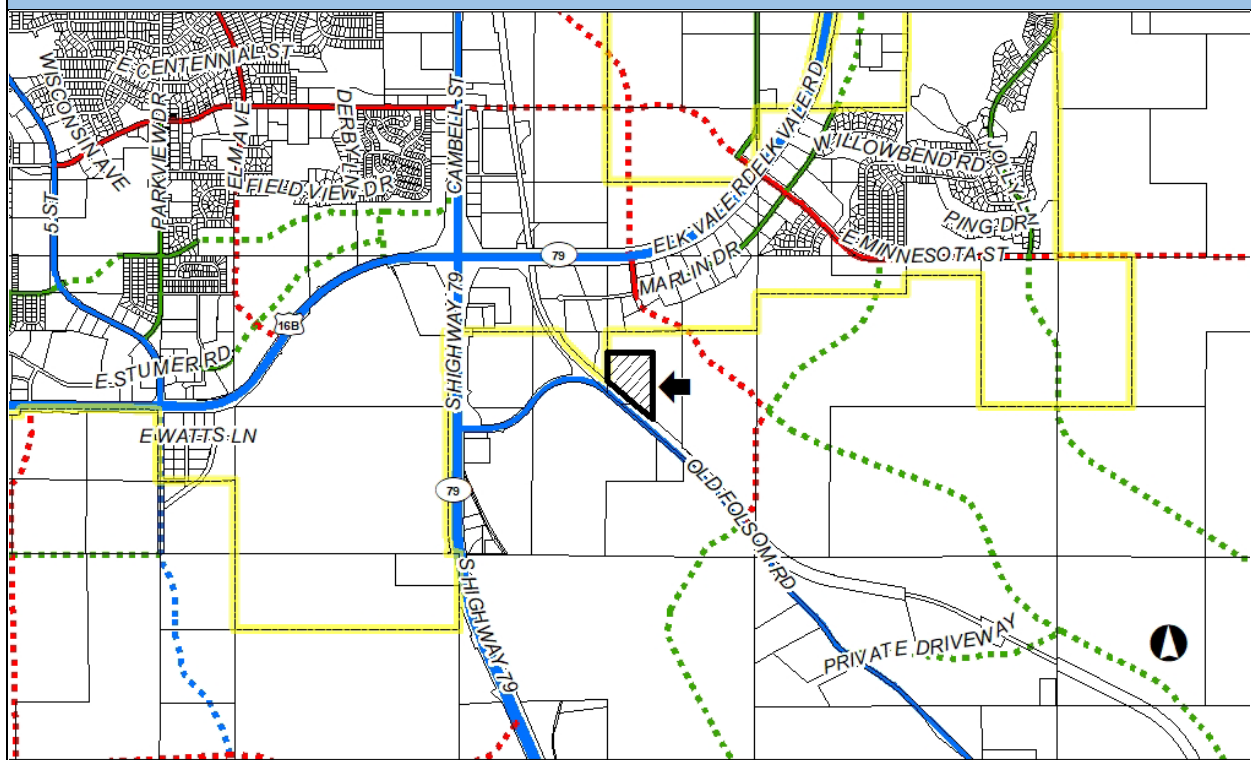 E CENTENNIAL ST
WISCONSIN AVE
PARKVIEW DR
ELM AVE
DERBY LN
S CAMBELL ST
FIELD VIEW DR
5 ST
ELK VALE RD
ELK VALE RD
WILLOWBEND RD
JOLLY LN
PING DR
E MINNESOTA ST
MARLIN DR
79
16B
S HIGHWAY 79
E STUMER RD
E WATTS LN
79
OLD FOLSOM RD
S HIGHWAY 79
PRIVATE DRIVEWAY